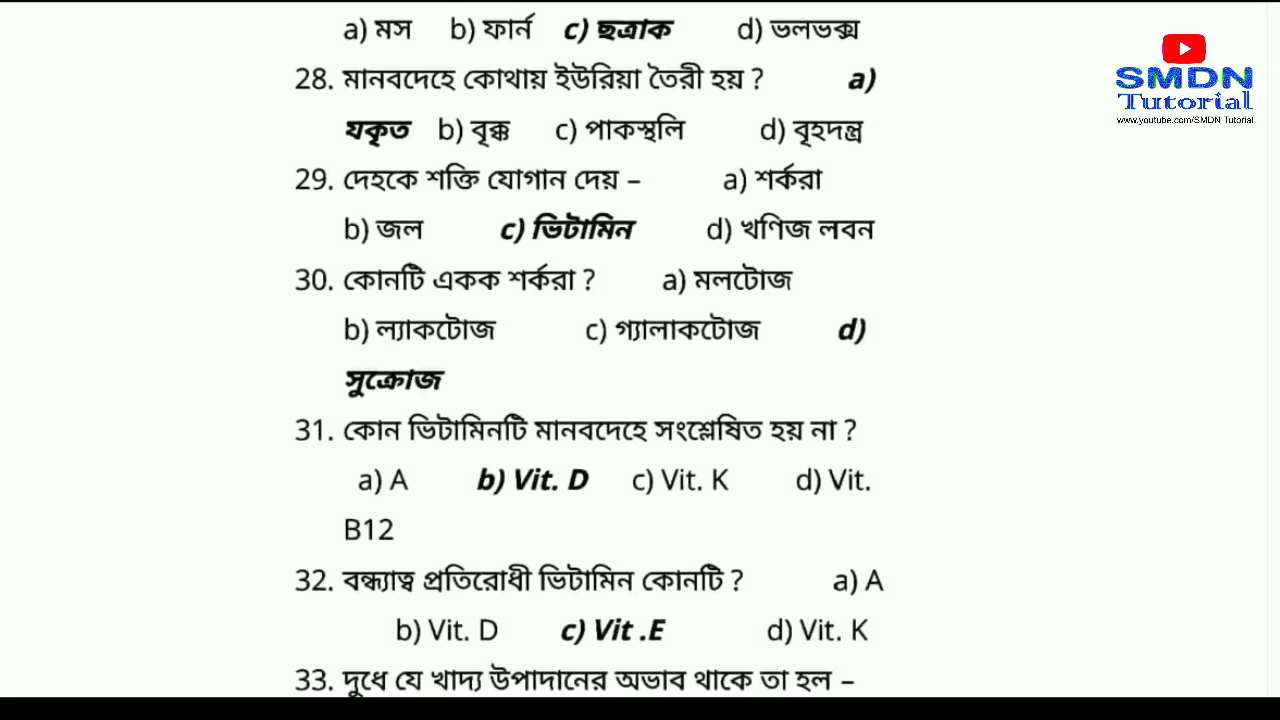 a) মস b) ফার্ন c) ছত্রাক d) ভলভক্স
28. মানবদেহে কোথায় ইউরিয়া তৈরী হয় ? a)
যকৃত b) বৃক্ক c) পাকস্থলি d) বৃহদন্ত্র
29. দেহকে শক্তি যোগান দেয় – a) শর্করা
b) জল c) ভিটামিন d) খণিজ লবন
30. কোনটি একক শর্করা ? a) মলটোজ
b) ল্যাকটোজ c) গ্যালাকটোজ d)
সুক্রোজ
31. কোন ভিটামিনটি মানবদেহে সংশ্লেষিত হয় না ?
a) A b) Vit. D c) Vit. K d) Vit.
B12
32. বন্ধ্যাত্ব প্রতিরোধী ভিটামিন কোনটি ? a) A
b) Vit. D c) Vit .E d) Vit. K
33. দুধে যে খাদ্য উপাদানের অভাব থাকে তা হল –
SMDN
Tutorial
www.youtube.com/SMDN Tutorial